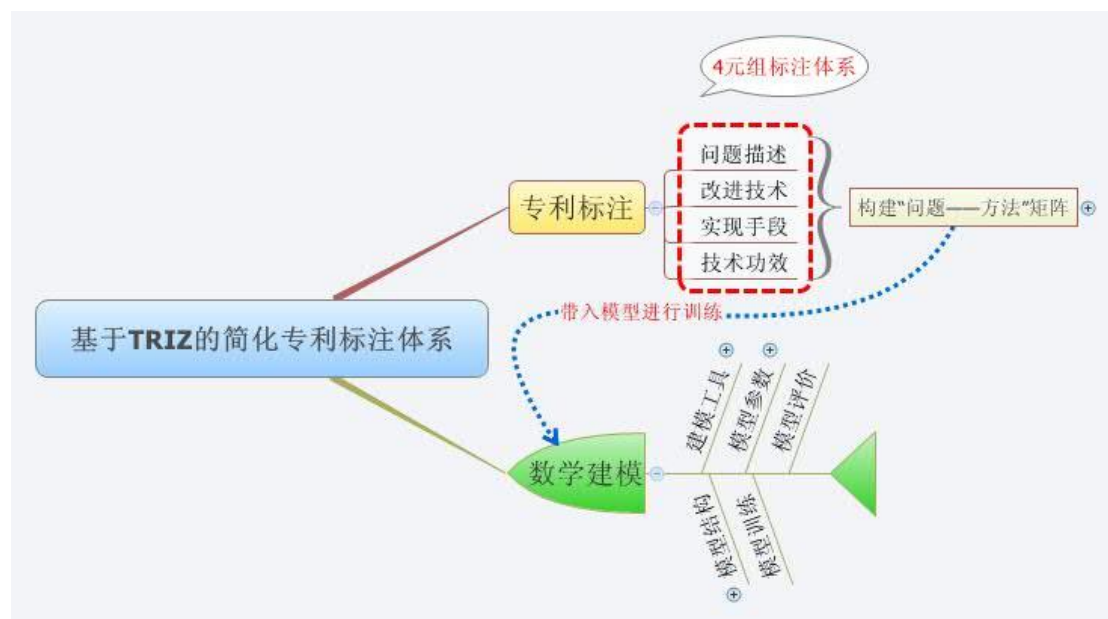 4元组标注体系
问题描述
改进技术
实现手段
技术功效
专利标注
构建“问题——方法”矩阵
带入模型进行训练
基于TRIZ的简化专利标注体系
建模工具
模型参数
模型评价
数学建模
模型结构
模型训练